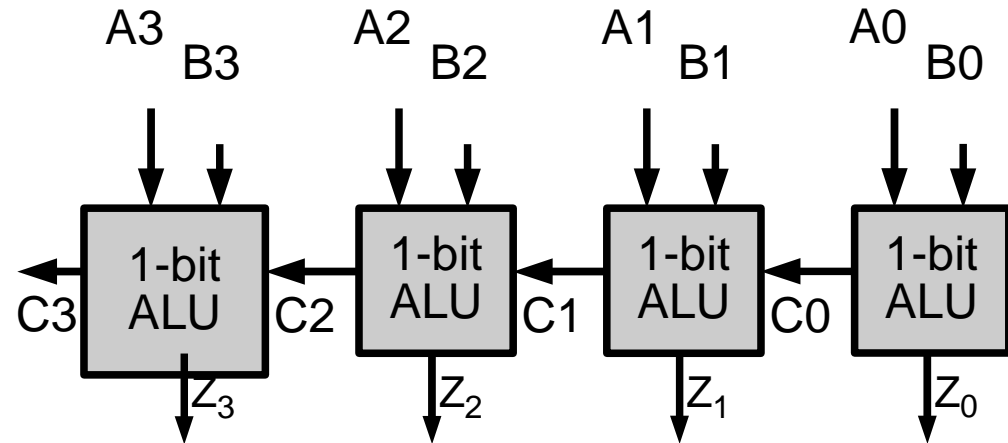 A3 A2 A1 A0
B3 B2 B1 B0
1-bit 1-bit 1-bit 1-bit
ALU ALU ALU ALU
C3 C2 C1 C0
Z3 Z2 Z1 Z0